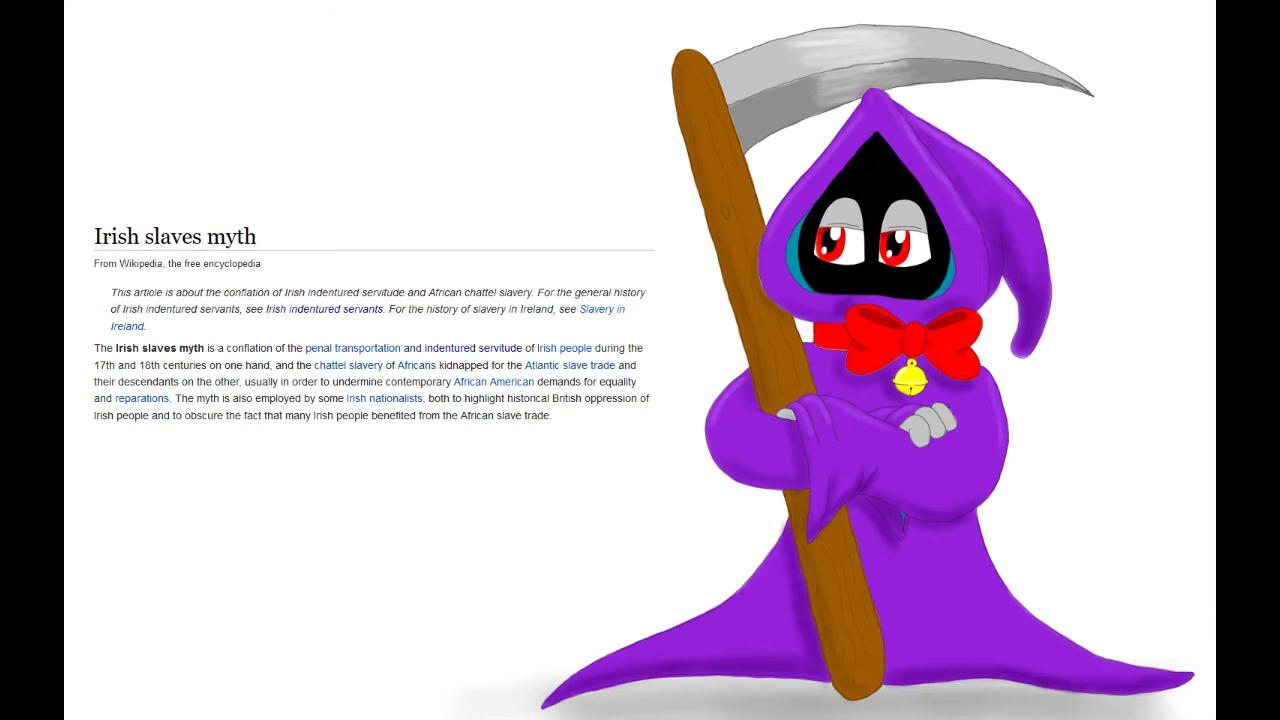 Irish slaves myth
From Wikipedia, the free encyclopedia
This article is about the conflation of Irish indentured servitude and African chattel slavery. For the general history
of Irish indentured servants, see Irish indentured servants. For the history of slavery in Ireland, see Slavery in
Ireland.
The Irish slaves myth is a conflation of the penal transportation and indentured servitude of Irish people during the
17th and 18th centuries on one hand, and the chattel slavery of Africans kidnapped for the Atlantic slave trade and
their descendants on the other, usually in order to undermine contemporary African American demands for equality
and reparations. The myth is also employed by some Irish nationalists, both to highlight historical British oppression of
Irish people and to obscure the fact that many Irish people benefited from the African slave trade.